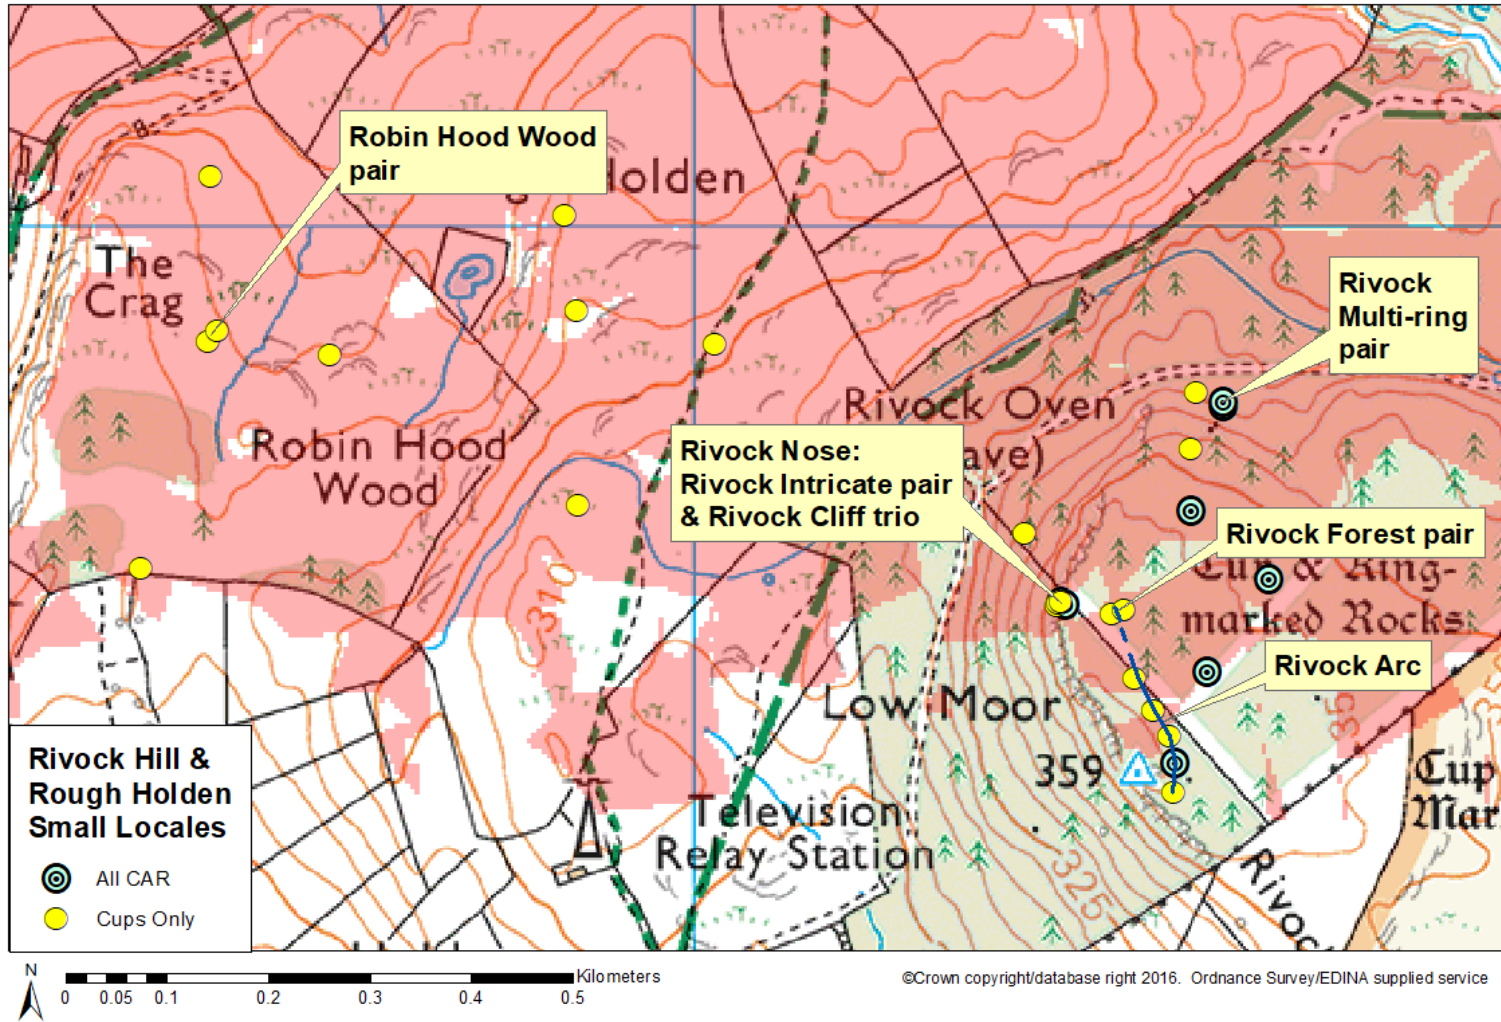 Robin Hood Wood
pair
Holden
The
Crag
Rivock
Multi-ring
pair
Rivock Oven
ave)
Robin Hood
Wood
Rivock Nose:
Rivock Intricate pair
& Rivock Cliff trio
Rivock Forest pair
Cup & Ring-
marked Rocks
310
Rivock Arc
Low Moor
35
359
Cup
Mar
Television
Relay Station
325
Rivoc
Rivock Hill &
Rough Holden
Small Locales
All CAR
Cups Only
N
Kilometers
0 0.05 0.1 0.2 0.3 0.4 0.5
©Crown copyright/database right 2016. Ordnance Survey/EDINA supplied service